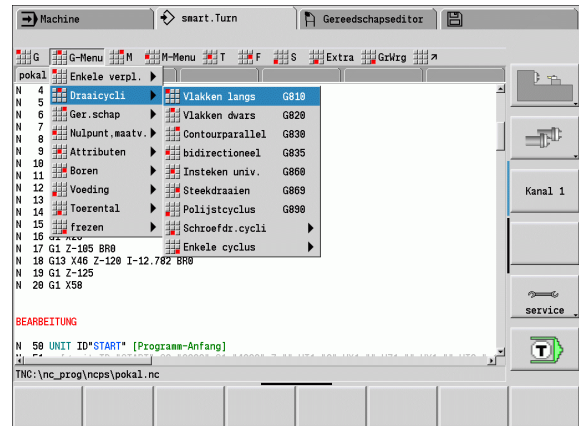 Machine smart.Turn Gereedschapseditor
G G-Menu M M-Menu T F S Extra GrWrg
pokal
Enkele verpl.
Draaicycli
Ger.schap
Nulpunt,maatv.
Attributen
Boren
Voeding
Toerental
frezen
Vlakken langs G810
Vlakken dwars G820
Contourparallel G830
bidirectioneel G835
Insteken univ. G860
Steekdraaien G869
Polijstcyclus G890
Schroefdr.cycli
Enkele cyclus
N 4
N 5
N 6
N 7
N 8
N 9
N 10
N 11
N 12
N 13
N 14
N 15
N 16 G1 X26
N 17 G1 Z-105 BR0
N 18 G13 X46 Z-120 I-12.782 BR0
N 19 G1 Z-125
N 20 G1 X58
BEARBEITUNG
N 50 UNIT ID"START" [Programm-Anfang]
TNC:\nc_prog\ncps\pokal.nc
Kanal 1
service
T